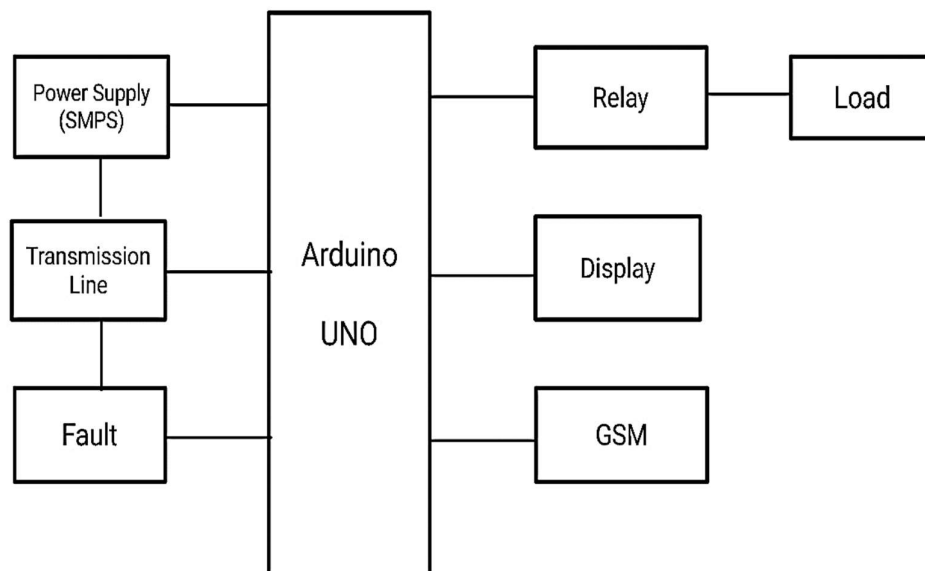 Power Supply
(SMPS)
Transmission
Line
Fault
Arduino
UNO
Relay
Load
Display
GSM